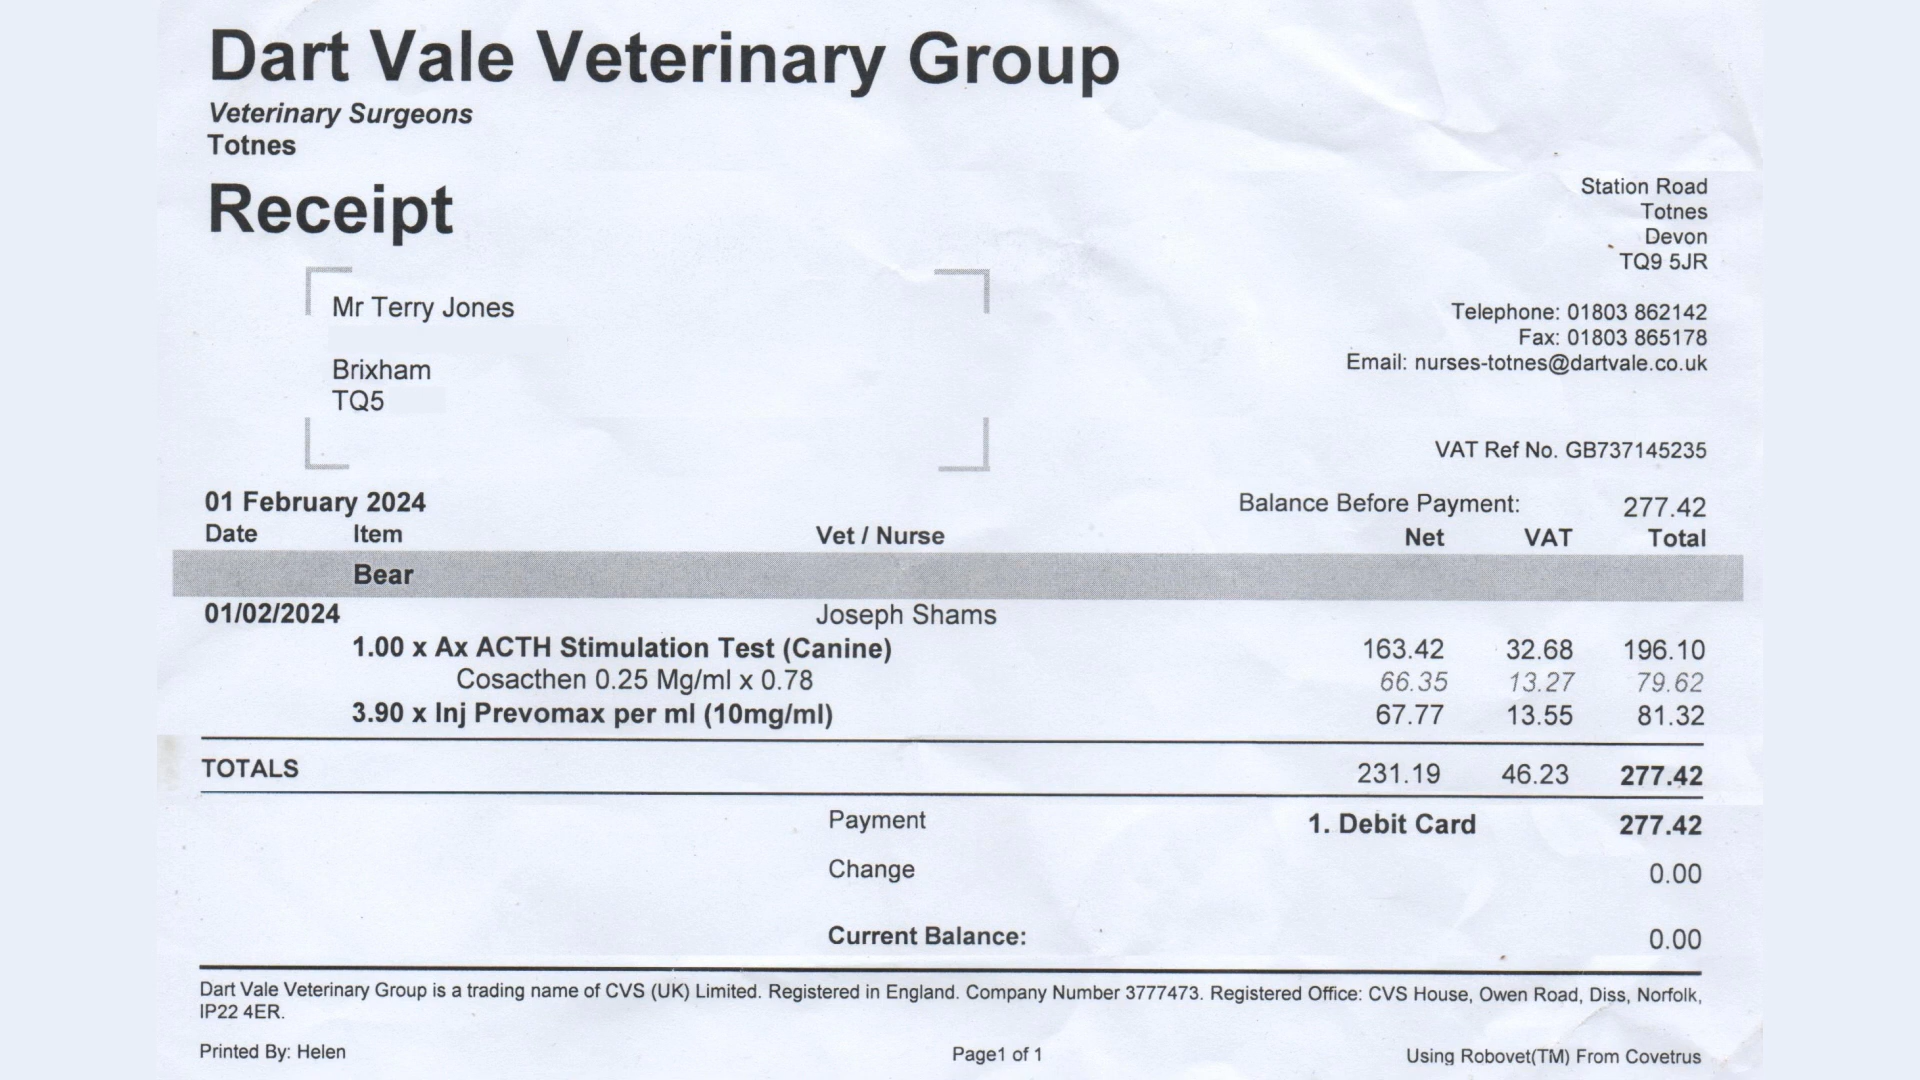 Dart Vale Veterinary Group
Veterinary Surgeons
Totnes
Receipt
Station Road
Totnes
Devon
TQ9 5JR
Mr Terry Jones
Brixham
TQ5
Telephone: 01803 862142
Fax: 01803 865178
Email: nurses-totnes@dartvale.co.uk
VAT Ref No. GB737145235
01 February 2024 Balance Before Payment: 277.42
Date Item Vet / Nurse Net VAT Total
Bear
01/02/2024 Joseph Shams
1.00 x Ax ACTH Stimulation Test (Canine) 163.42 32.68 196.10
Cosacthen 0.25 Mg/ml x 0.78 66.35 13.27 79.62
3.90 x Inj Prevomax per ml (10mg/ml) 67.77 13.55 81.32
TOTALS 231.19 46.23 277.42
Payment 1. Debit Card 277.42
Change 0.00
Current Balance: 0.00
Dart Vale Veterinary Group is a trading name of CVS (UK) Limited. Registered in England. Company Number 3777473. Registered Office: CVS House, Owen Road, Diss, Norfolk,
IP22 4ER.
Printed By: Helen Page1 of 1 Using Robovet(TM) From Covetrus